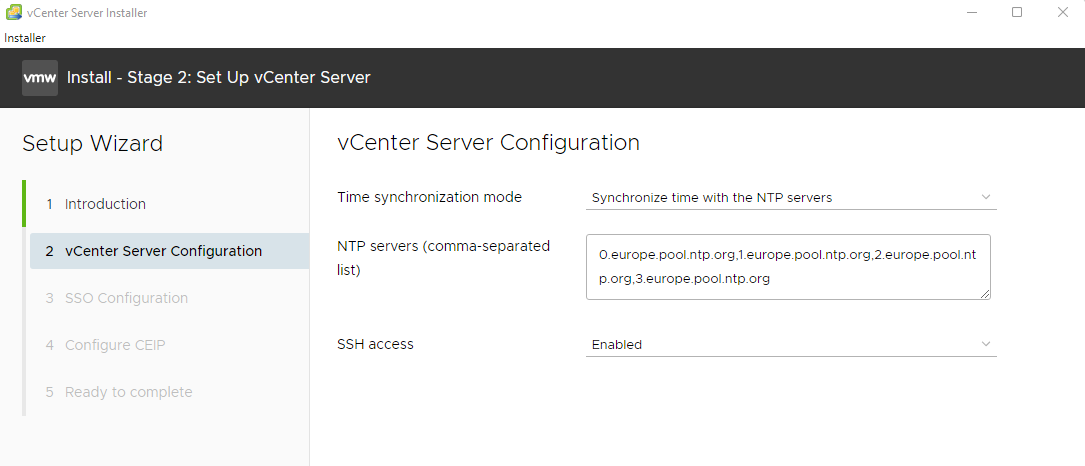 vCenter Server Installer
Installer
vmw
Install - Stage 2: Set Up vCenter Server
Setup Wizard
1 Introduction
2 vCenter Server Configuration
3 SSO Configuration
4 Configure CEIP
5 Ready to complete
vCenter Server Configuration
Time synchronization mode
Synchronize time with the NTP servers
NTP servers (comma-separated
list)
0.europe.pool.ntp.org,1.europe.pool.ntp.org,2.europe.pool.nt
p.org,3.europe.pool.ntp.org
SSH access
Enabled